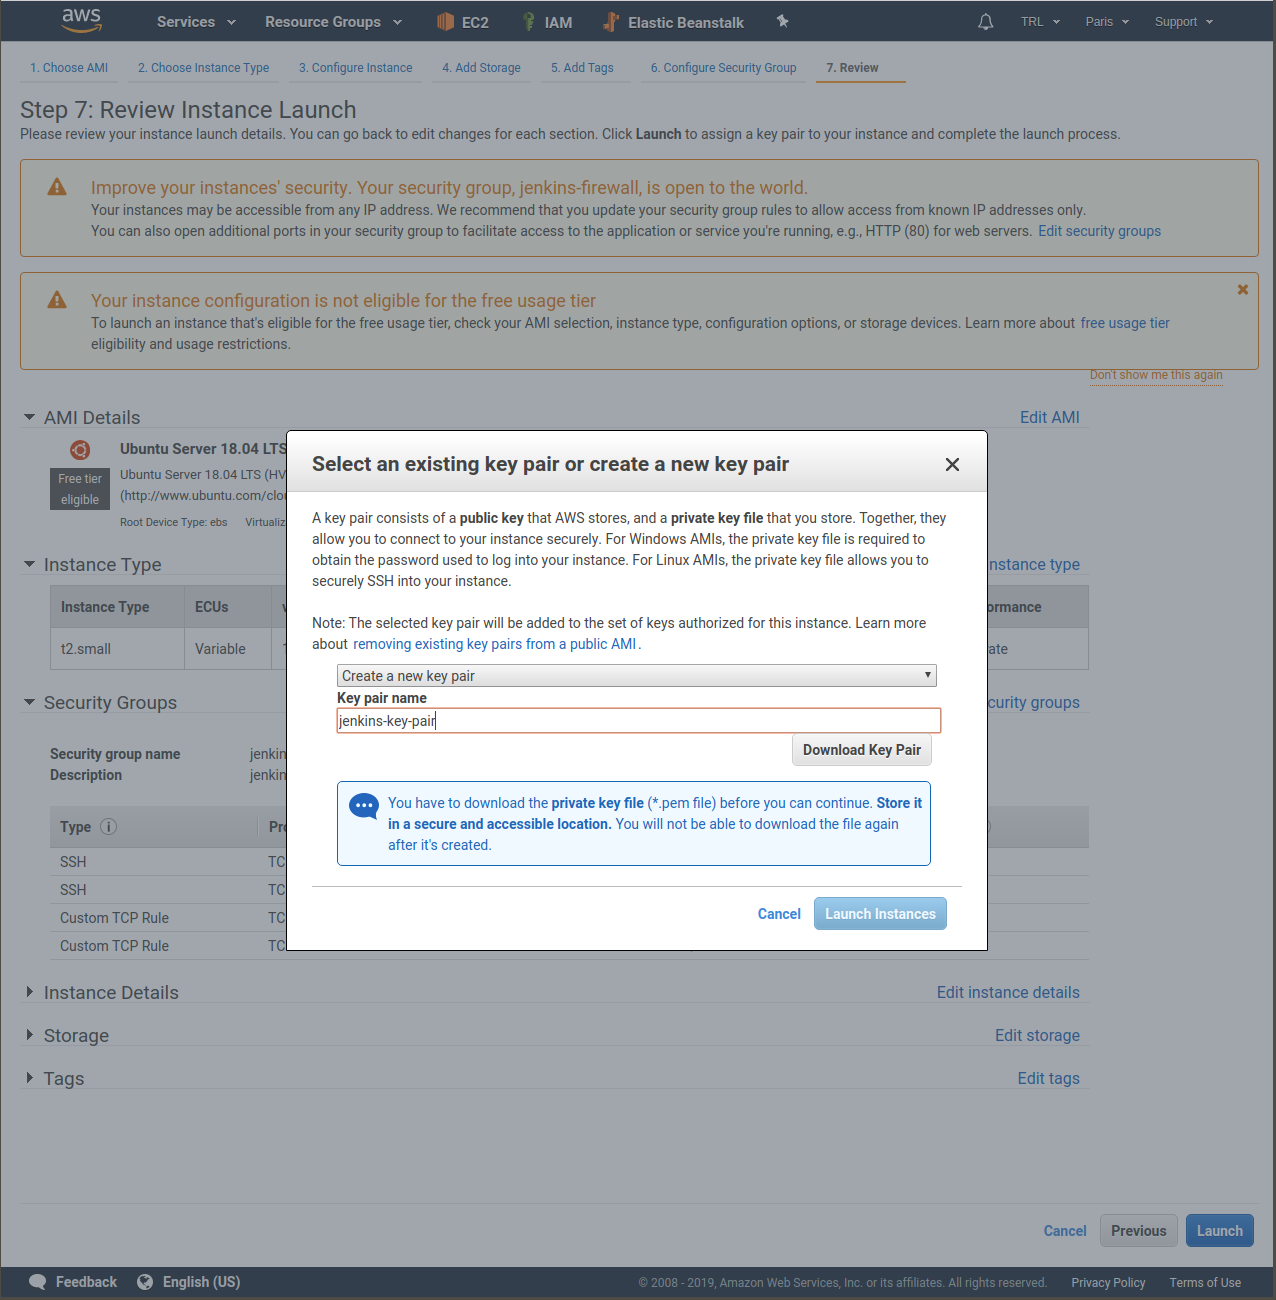 aws Services Resource Groups EC2 IAM Elastic Beanstalk TRL Paris Support
1. Choose AMI 2. Choose Instance Type 3. Configure Instance 4. Add Storage 5. Add Tags 6. Configure Security Group 7. Review
Step 7: Review Instance Launch
Please review your instance launch details. You can go back to edit changes for each section. Click Launch to assign a key pair to your instance and complete the launch process.
Improve your instances' security. Your security group, jenkins-firewall, is open to the world.
Your instances may be accessible from any IP address. We recommend that you update your security group rules to allow access from known IP addresses only.
You can also open additional ports in your security group to facilitate access to the application or service you're running, e.g., HTTP (80) for web servers. Edit security groups
Your instance configuration is not eligible for the free usage tier
To launch an instance that's eligible for the free usage tier, check your AMI selection, instance type, configuration options, or storage devices. Learn more about free usage tier
eligibility and usage restrictions.
Don't show me this again
AMI Details Edit AMI
Ubuntu Server 18.04 LTS
Free tier
eligible
Ubuntu Server 18.04 LTS (HV
(http://www.ubuntu.com/clou
Root Device Type: ebs Virtualiz
Select an existing key pair or create a new key pair
A key pair consists of a public key that AWS stores, and a private key file that you store. Together, they
allow you to connect to your instance securely. For Windows AMIs, the private key file is required to
obtain the password used to log into your instance. For Linux AMIs, the private key file allows you to
securely SSH into your instance.
Note: The selected key pair will be added to the set of keys authorized for this instance. Learn more
about removing existing key pairs from a public AMI.
Create a new key pair
Key pair name
jenkins-key-pair
Download Key Pair
You have to download the private key file (*.pem file) before you can continue. Store it
in a secure and accessible location. You will not be able to download the file again
after it's created.
Cancel Launch Instances
Instance Type nstance type
Instance Type ECUs ormance
t2.small Variable ate
Security Groups curity groups
Security group name jenkin
Description jenkin
Type Pro
SSH TC
SSH TC
Custom TCP Rule TC
Custom TCP Rule TC
Instance Details Edit instance details
Storage Edit storage
Tags Edit tags
Cancel Previous Launch
Feedback English (US) © 2008 - 2019, Amazon Web Services, Inc. or its affiliates. All rights reserved. Privacy Policy Terms of Use